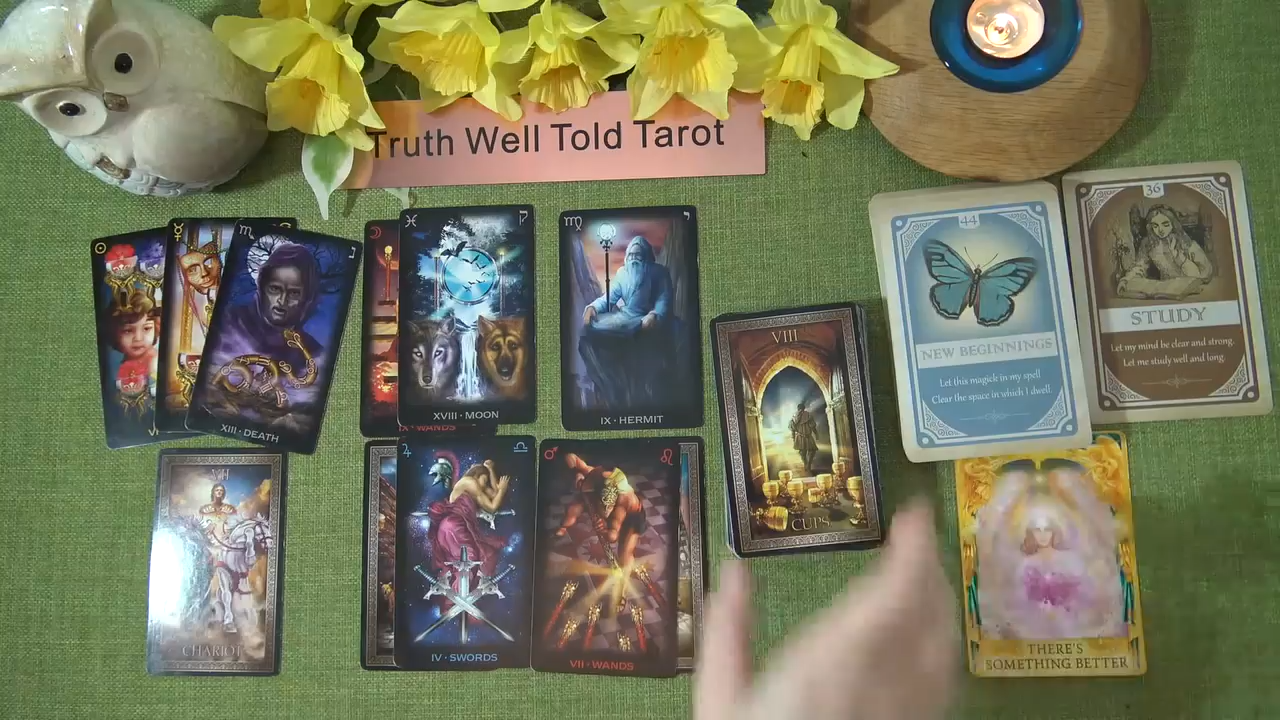 Truth Well Told Tarot
XIII · DEATH
XVIII · MOON
IX · WANDS
IX · HERMIT
VII
CHARIOT
IV · SWORDS
VII · WANDS
VIII
CUPS
44
NEW BEGINNINGS
Let this magick in my spell
Clear the space in which I dwell.
36
STUDY
Let my mind be clear and strong.
Let me study well and long.
THERE'S
SOMETHING BETTER